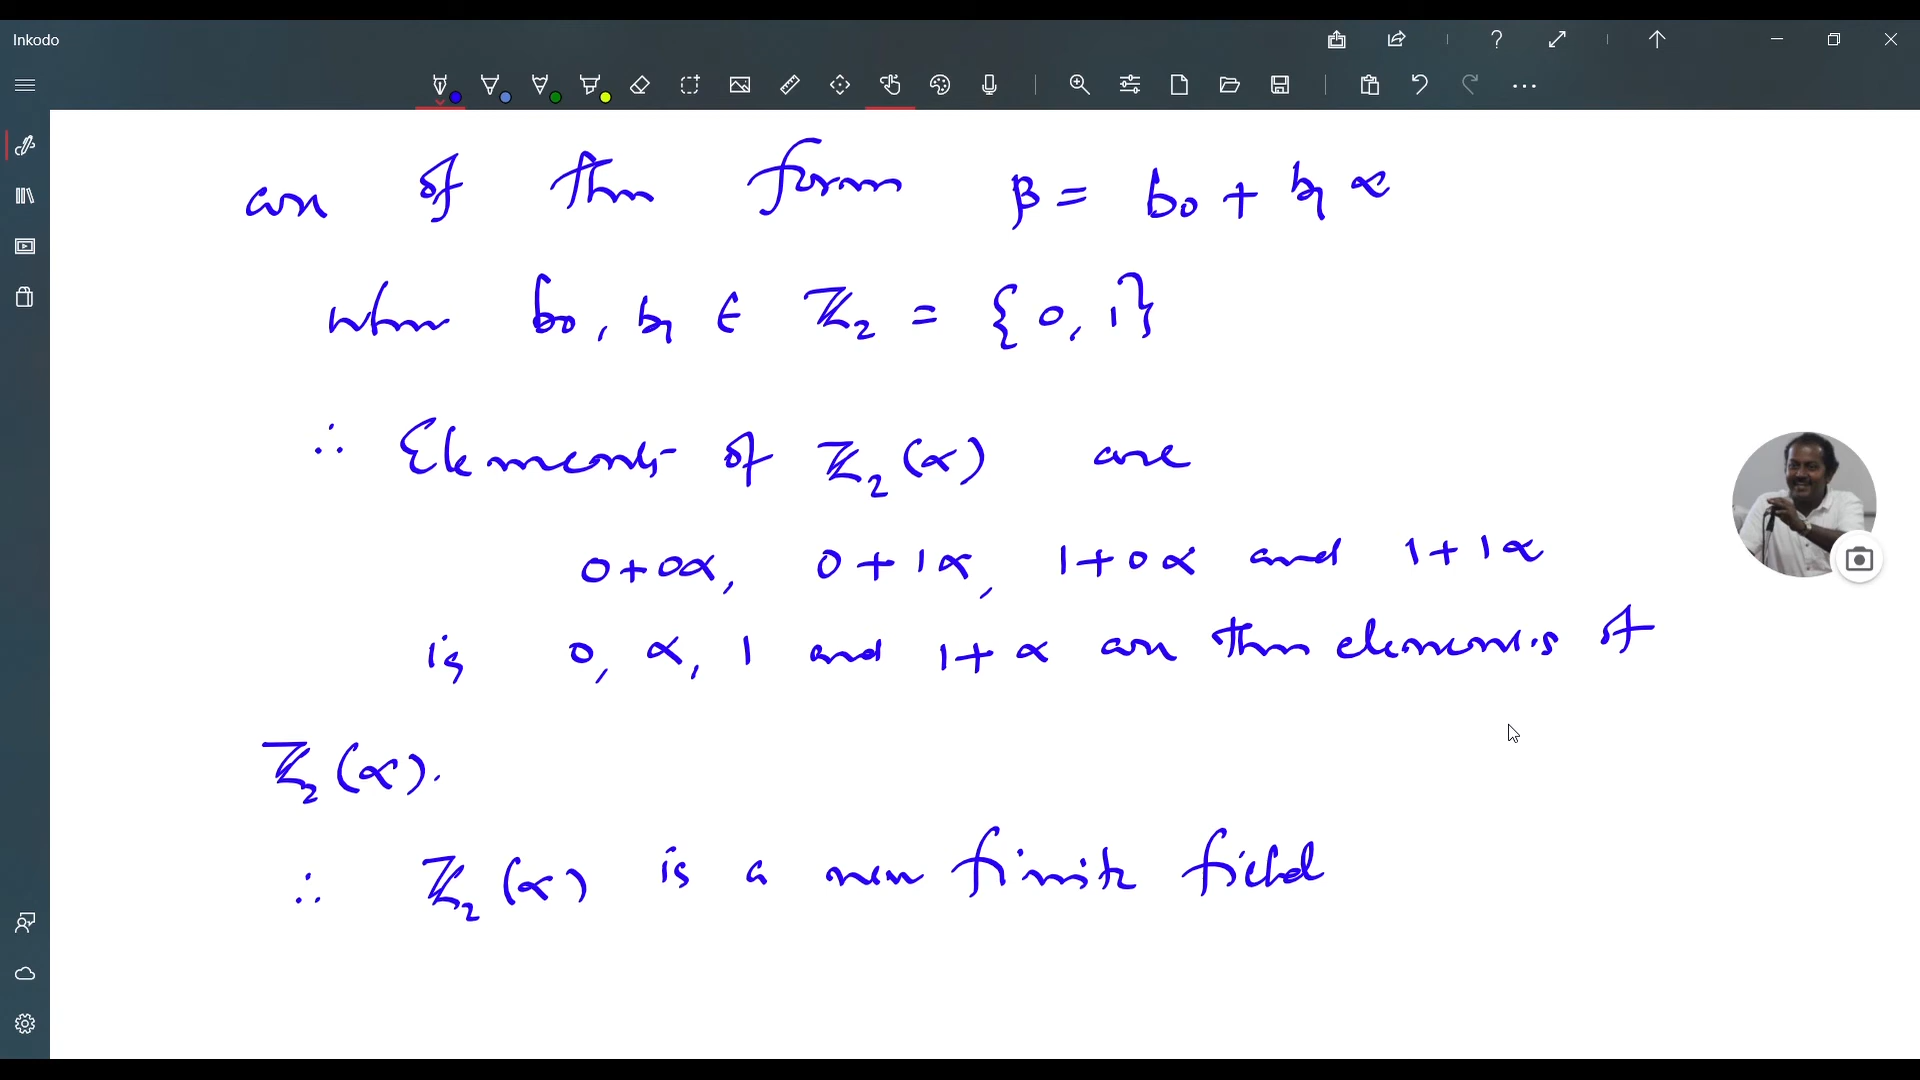 Inkodo
are of the form β = b₀ + b₁ α
where b₀, b₁ ∈ ℤ₂ = {0, 1}
∴ Elements of ℤ₂(α) are
0+0α, 0+1α, 1+0α and 1+1α
ie 0, α, 1 and 1+α are the elements of
ℤ₂(α).
∴ ℤ₂(α) is a new finite field